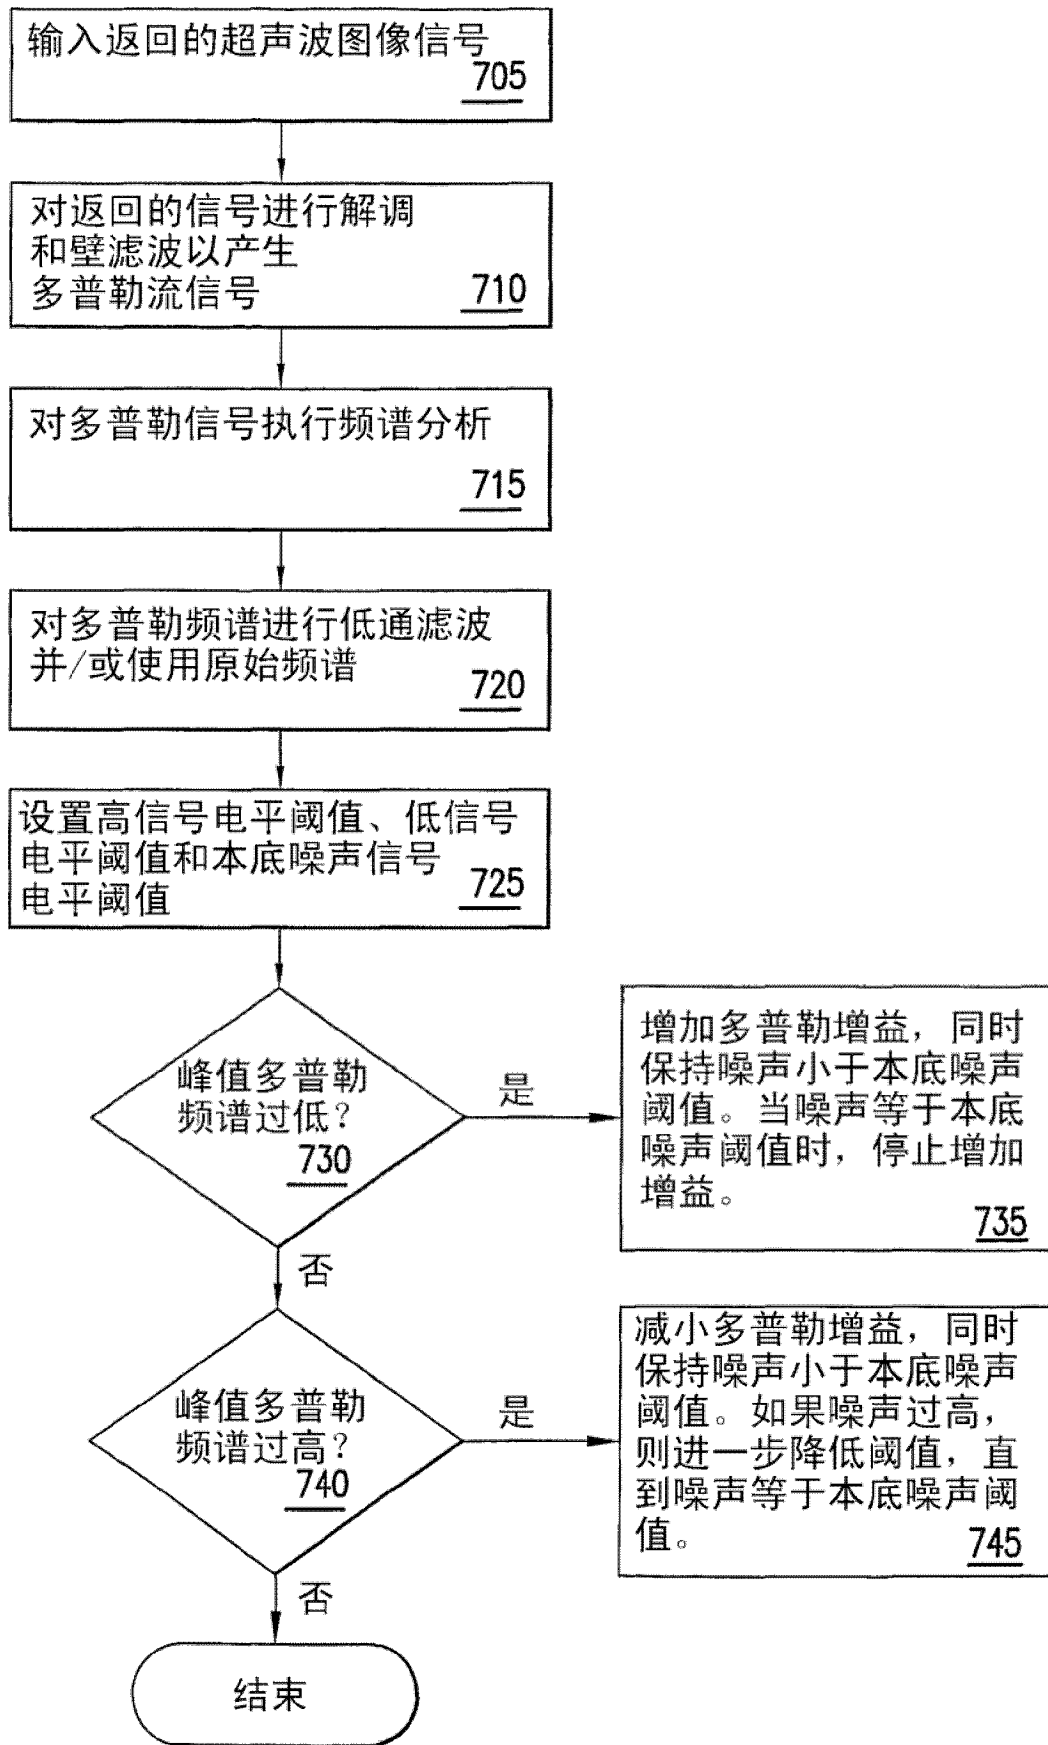 输入返回的超声波图像信号
705
对返回的信号进行解调
和壁滤波以产生
多普勒流信号
710
对多普勒信号执行频谱分析
715
对多普勒频谱进行低通滤波
并/或使用原始频谱
720
设置高信号电平阈值、低信号
电平阈值和本底噪声信号
电平阈值
725
峰值多普勒
频谱过低?
730
是
增加多普勒增益，同时
保持噪声小于本底噪声
阈值。当噪声等于本底
噪声阈值时，停止增加
增益。
735
否
峰值多普勒
频谱过高?
740
是
减小多普勒增益，同时
保持噪声小于本底噪声
阈值。如果噪声过高，
则进一步降低阈值，直
到噪声等于本底噪声阈
值。
745
否
结束